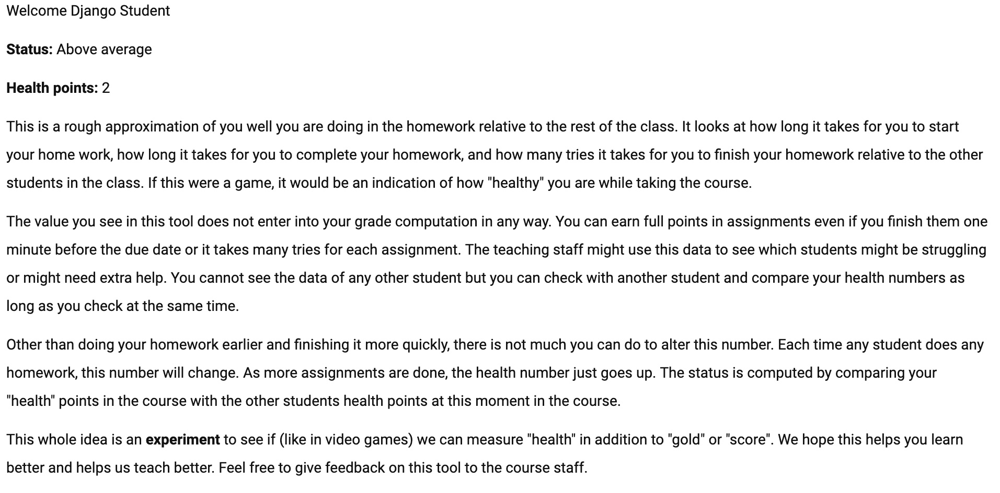 Welcome Django Student
Status: Above average
Health points: 2
This is a rough approximation of you well you are doing in the homework relative to the rest of the class. It looks at how long it takes for you to start
your home work, how long it takes for you to complete your homework, and how many tries it takes for you to finish your homework relative to the other
students in the class. If this were a game, it would be an indication of how "healthy" you are while taking the course.
The value you see in this tool does not enter into your grade computation in any way. You can earn full points in assignments even if you finish them one
minute before the due date or it takes many tries for each assignment. The teaching staff might use this data to see which students might be struggling
or might need extra help. You cannot see the data of any other student but you can check with another student and compare your health numbers as
long as you check at the same time.
Other than doing your homework earlier and finishing it more quickly, there is not much you can do to alter this number. Each time any student does any
homework, this number will change. As more assignments are done, the health number just goes up. The status is computed by comparing your
"health" points in the course with the other students health points at this moment in the course.
This whole idea is an experiment to see if (like in video games) we can measure "health" in addition to "gold" or "score". We hope this helps you learn
better and helps us teach better. Feel free to give feedback on this tool to the course staff.